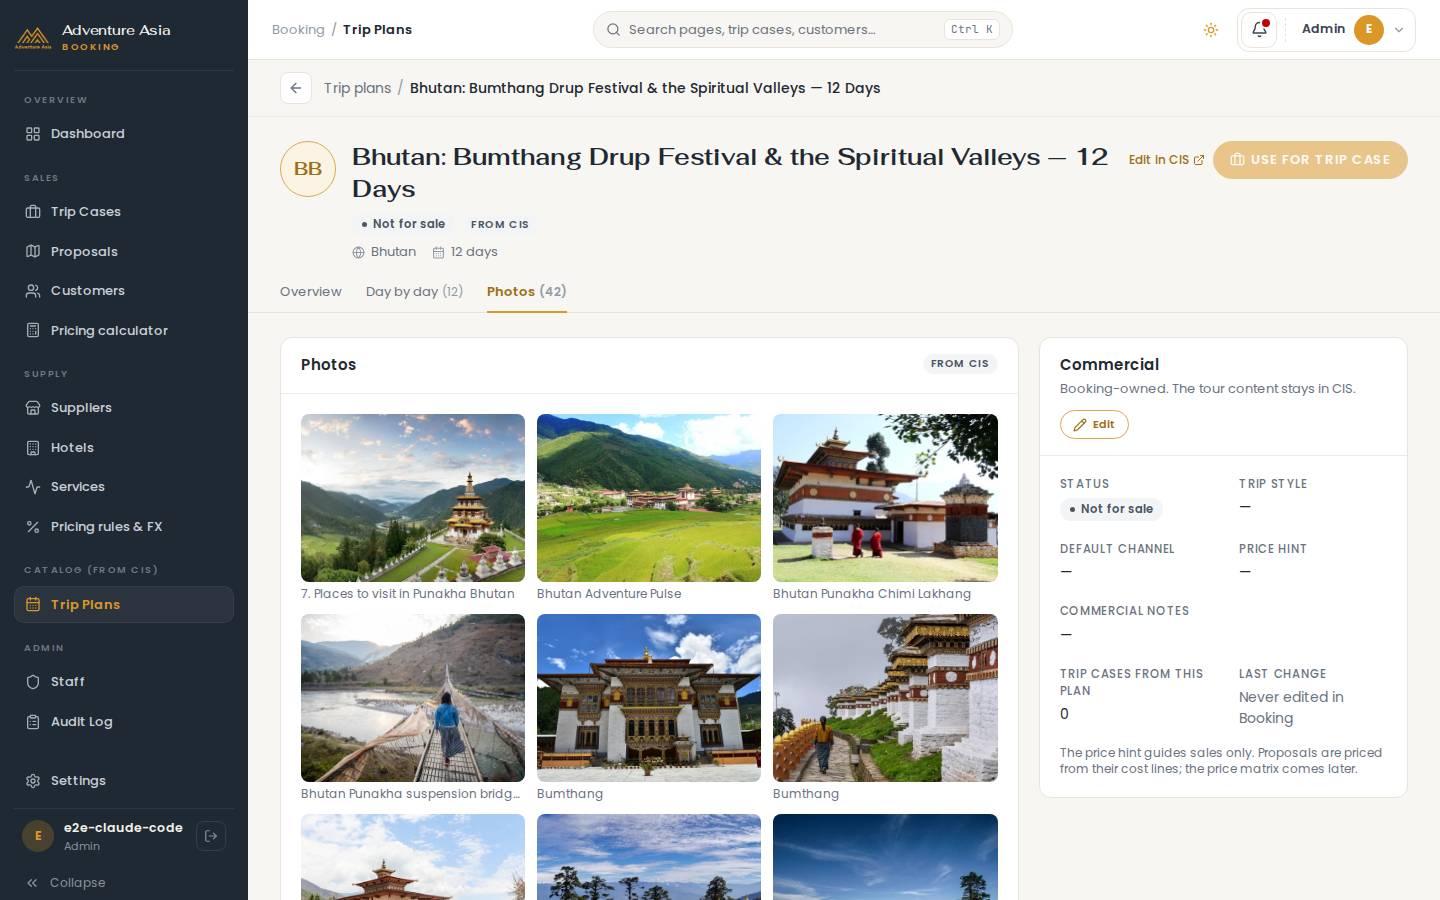 Adventure Asia
BOOKING
Adventure Asia
Booking / Trip Plans
Search pages, trip cases, customers...
Ctrl K
Admin
E
OVERVIEW
Dashboard
SALES
Trip Cases
Proposals
Customers
Pricing calculator
SUPPLY
Suppliers
Hotels
Services
Pricing rules & FX
CATALOG (FROM CIS)
Trip Plans
ADMIN
Staff
Audit Log
Settings
E
e2e-claude-code
Admin
Collapse
Trip plans / Bhutan: Bumthang Drup Festival & the Spiritual Valleys — 12 Days
BB
Bhutan: Bumthang Drup Festival & the Spiritual Valleys — 12
Days
Edit in CIS
USE FOR TRIP CASE
Not for sale
FROM CIS
Bhutan
12 days
Overview
Day by day (12)
Photos (42)
Photos
FROM CIS
7. Places to visit in Punakha Bhutan
Bhutan Adventure Pulse
Bhutan Punakha Chimi Lakhang
Bhutan Punakha suspension bridg...
Bumthang
Bumthang
Commercial
Booking-owned. The tour content stays in CIS.
Edit
STATUS
Not for sale
TRIP STYLE
—
DEFAULT CHANNEL
—
PRICE HINT
—
COMMERCIAL NOTES
—
TRIP CASES FROM THIS
PLAN
0
LAST CHANGE
Never edited in
Booking
The price hint guides sales only. Proposals are priced
from their cost lines; the price matrix comes later.